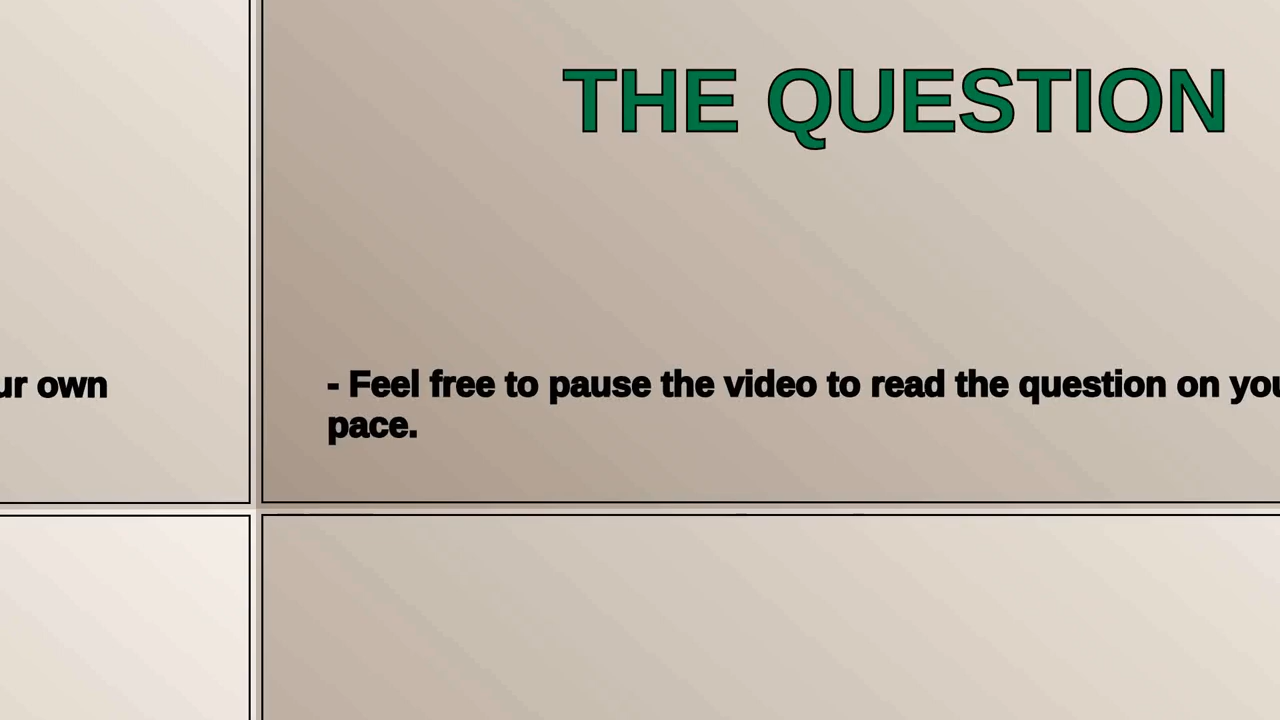 THE QUESTION
ur own
- Feel free to pause the video to read the question on you
pace.